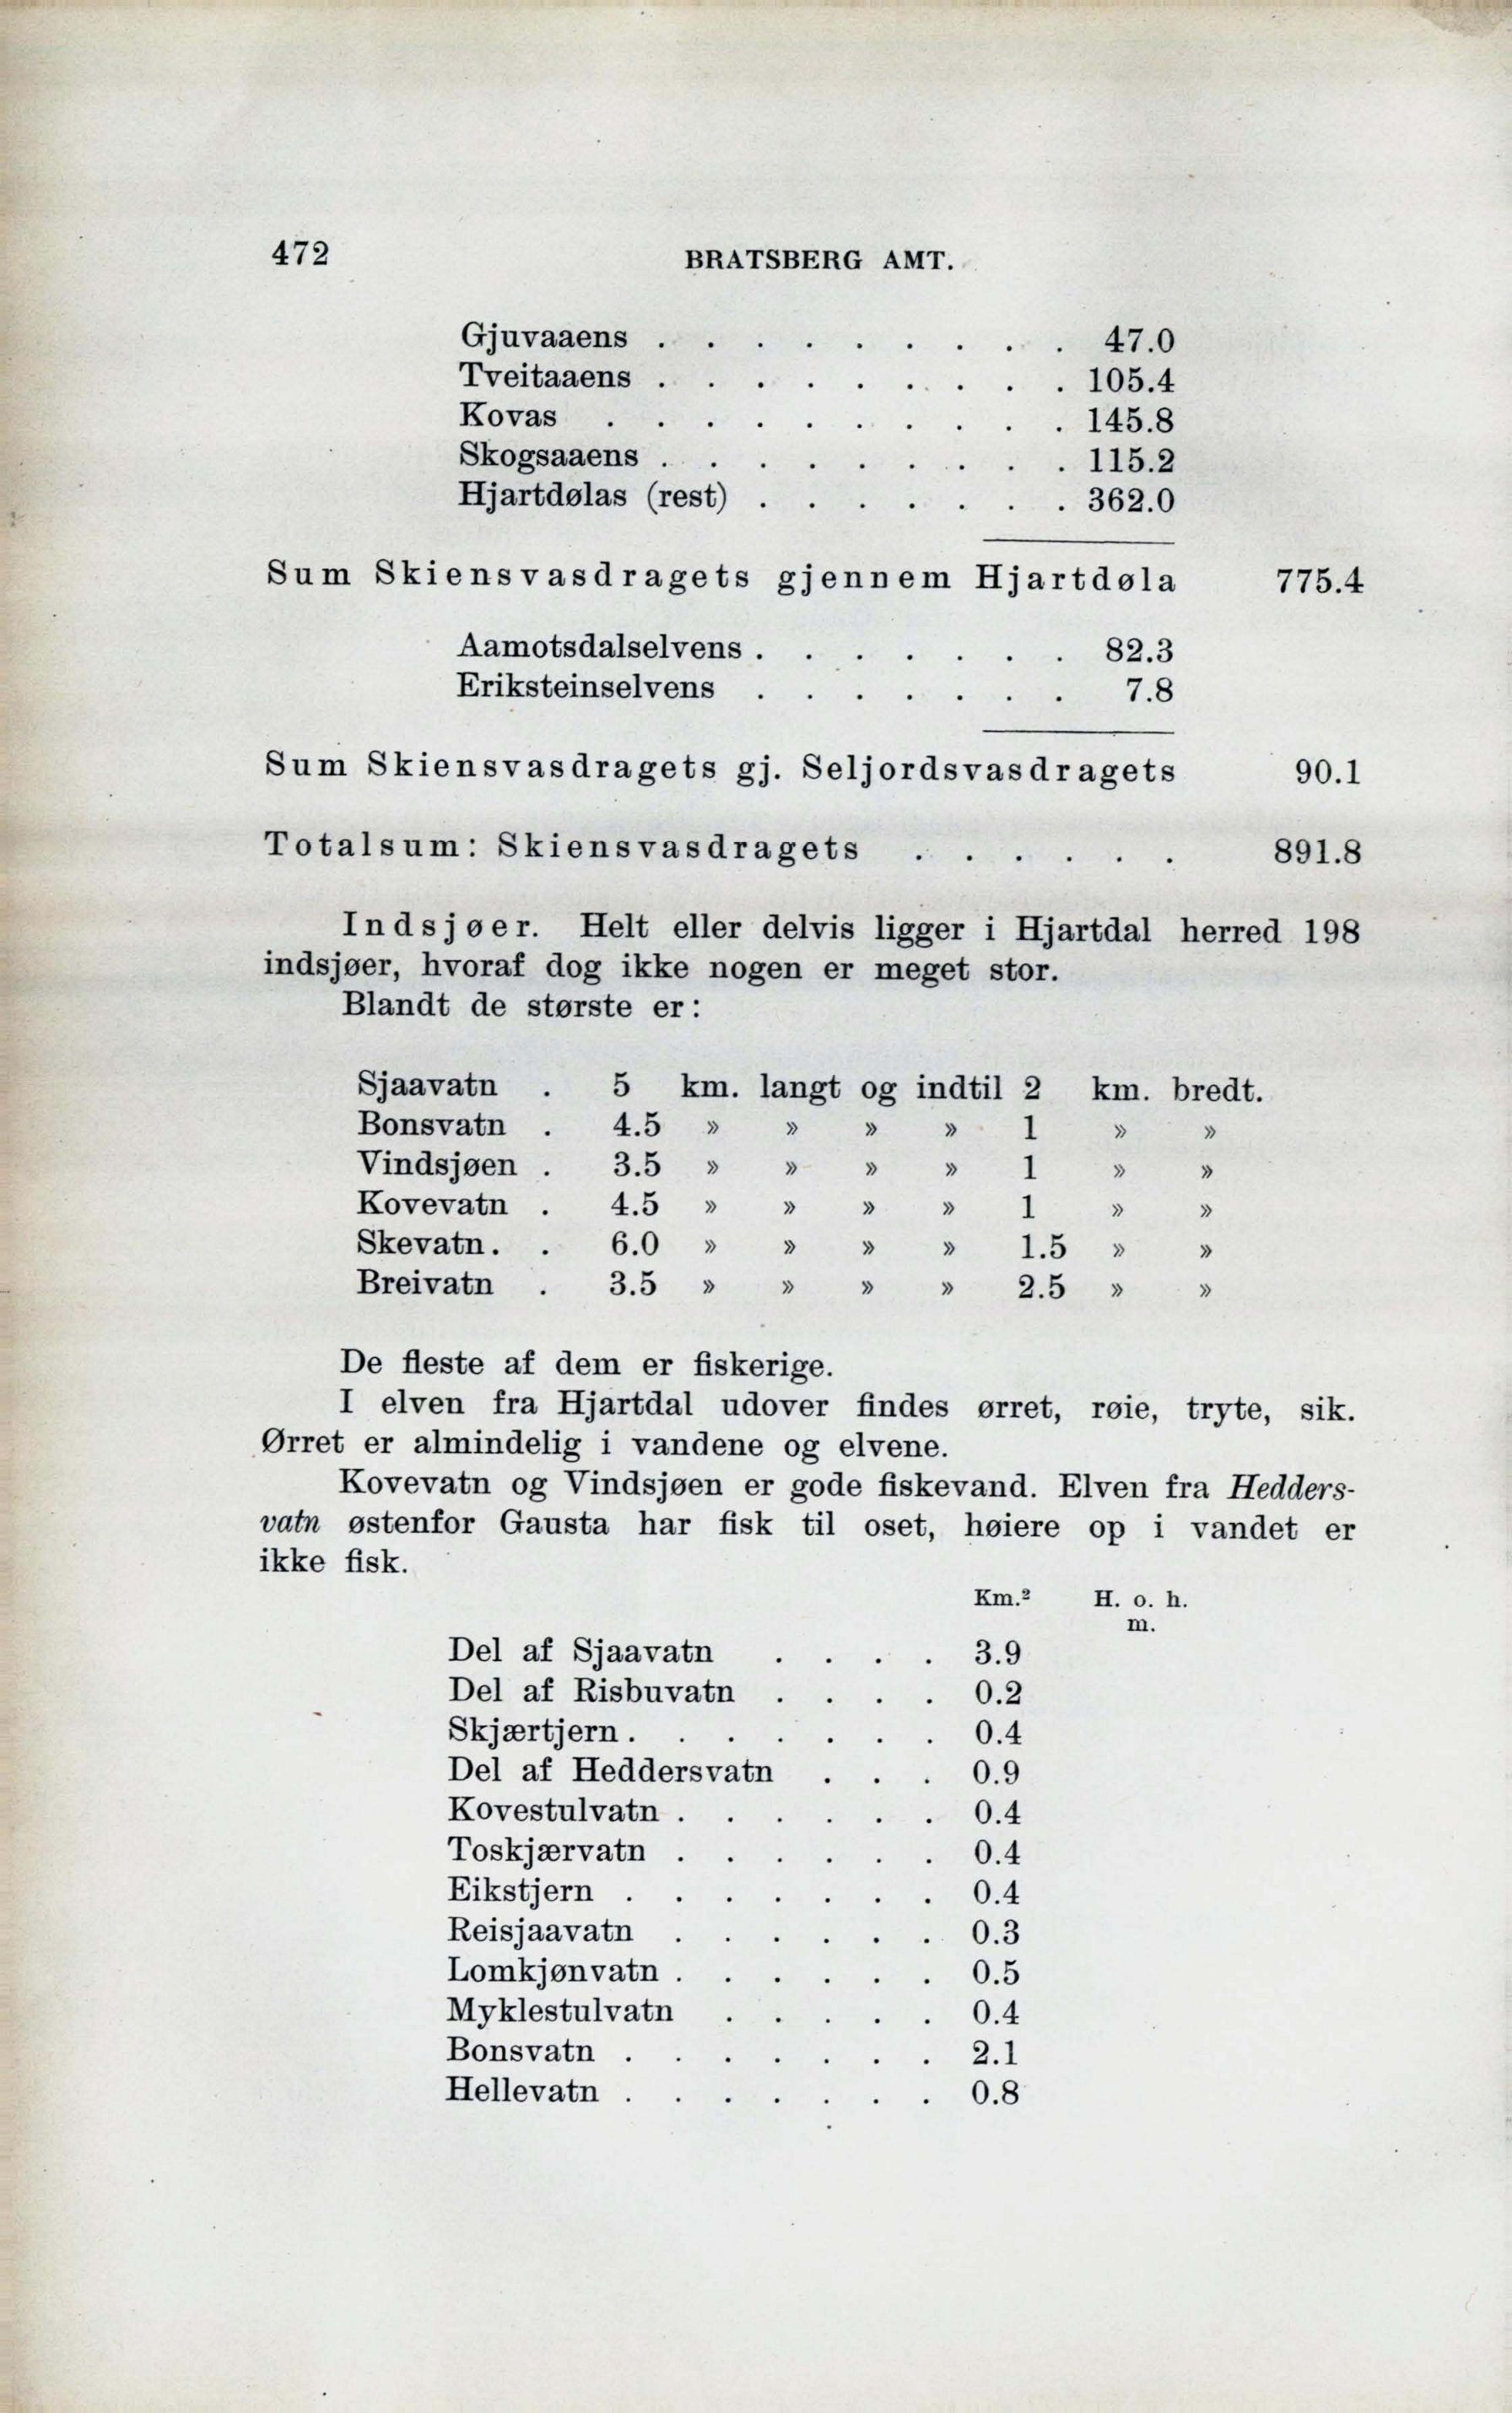 472 BRATSBERG AMT.
Gjuvaaens . . . . . . . . . 47.0
Tveitaaens . . . . . . . . . 105.4
Kovas . . . . . . . . . . 145.8
Skogsaaens . . . . . . . . . 115.2
Hjartdølas (rest) . . . . . . . 362.0
Sum Skiensvasdragets gjennem Hjartdøla 775.4
Aamotsdalselvens . . . . . . . 82.3
Eriksteinselvens . . . . . . . 7.8
Sum Skiensvasdragets gj. Seljordsvasdragets 90.1
Totalsum: Skiensvasdragets . . . . . . 891.8
Indsjøer. Helt eller delvis ligger i Hjartdal herred 198
indsjøer, hvoraf dog ikke nogen er meget stor.
Blandt de største er:
Sjaavatn . 5 km. langt og indtil 2 km. bredt.
Bonsvatn . 4.5 » » » » 1 » »
Vindsjøen . 3.5 » » » » 1 » »
Kovevatn . 4.5 » » » » 1 » »
Skevatn. . 6.0 » » » » 1.5 » »
Breivatn . 3.5 » » » » 2.5 » »
De fleste af dem er fiskerige.
I elven fra Hjartdal udover findes ørret, røie, tryte, sik.
Ørret er almindelig i vandene og elvene.
Kovevatn og Vindsjøen er gode fiskevand. Elven fra Hedders-
vatn østenfor Gausta har fisk til oset, høiere op i vandet er
ikke fisk.
Km.² H. o. h.
m.
Del af Sjaavatn . . . . 3.9
Del af Risbuvatn . . . . 0.2
Skjærtjern . . . . . . . 0.4
Del af Heddersvatn . . . 0.9
Kovestulvatn . . . . . . 0.4
Toskjærvatn . . . . . . 0.4
Eikstjern . . . . . . . 0.4
Reisjaavatn . . . . . . 0.3
Lomkjønvatn . . . . . . 0.5
Myklestulvatn . . . . . 0.4
Bonsvatn . . . . . . . 2.1
Hellevatn . . . . . . . 0.8